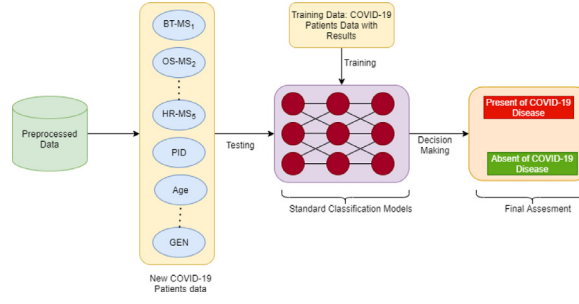 Training Data: COVID-19
Patients Data with
Results
BT-MS1
OS-MS2
HR-MS5
PID
Age
GEN
Preprocessed
Data
Training
Testing
Decision
Making
Present of COVID-19
Disease
Absent of COVID-19
Disease
Standard Classification Models
Final Assesment
New COVID-19
Patients data